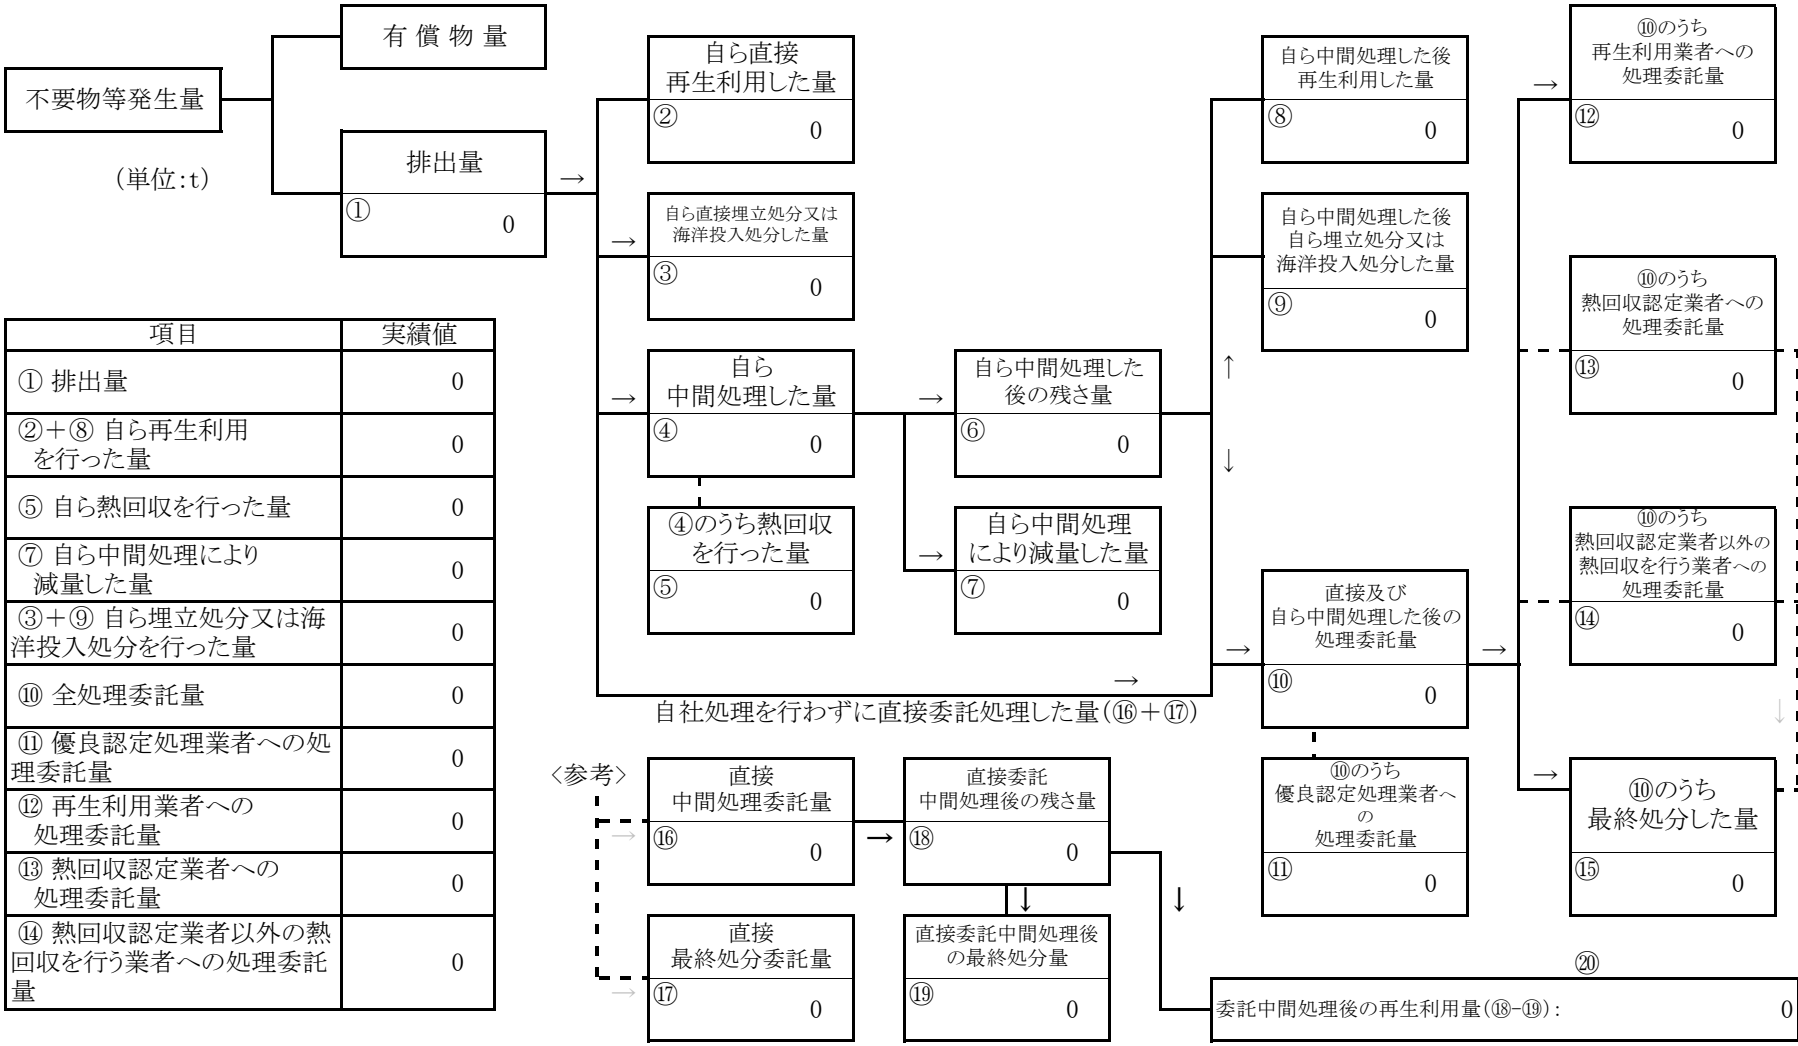 不要物等発生量
(単位:t)
有 償 物 量
排出量
①
0
→
自ら直接
再生利用した量
②
0
→
自ら直接埋立処分又は
海洋投入処分した量
③
0
→
自ら
中間処理した量
④
0
④のうち熱回収
を行った量
⑤
0
→
自ら中間処理した
後の残さ量
⑥
0
→
自ら中間処理
により減量した量
⑦
0
→
自社処理を行わずに直接委託処理した量(⑯+⑰)
↑
↓
自ら中間処理した後
再生利用した量
⑧
0
自ら中間処理した後
自ら埋立処分又は
海洋投入処分した量
⑨
0
→
直接及び
自ら中間処理した後の
処理委託量
⑩
0
⑩のうち
優良認定処理業者へ
の
処理委託量
⑪
0
→
→
⑩のうち
再生利用業者への
処理委託量
⑫
0
⑩のうち
熱回収認定業者への
処理委託量
⑬
0
⑩のうち
熱回収認定業者以外の
熱回収を行う業者への
処理委託量
⑭
0
↓
→
⑩のうち
最終処分した量
⑮
0
項目 実績値
① 排出量 0
②+⑧ 自ら再生利用
を行った量 0
⑤ 自ら熱回収を行った量 0
⑦ 自ら中間処理により
減量した量 0
③+⑨ 自ら埋立処分又は海
洋投入処分を行った量 0
⑩ 全処理委託量 0
⑪ 優良認定処理業者への処
理委託量 0
⑫ 再生利用業者への
処理委託量 0
⑬ 熱回収認定業者への
処理委託量 0
⑭ 熱回収認定業者以外の熱
回収を行う業者への処理委託
量 0
<参考>
→
直接
中間処理委託量
⑯
0
→
直接
最終処分委託量
⑰
0
→
直接委託
中間処理後の残さ量
⑱
0
↓
直接委託中間処理後
の最終処分量
⑲
0
↓
⑳
委託中間処理後の再生利用量(⑱-⑲): 0